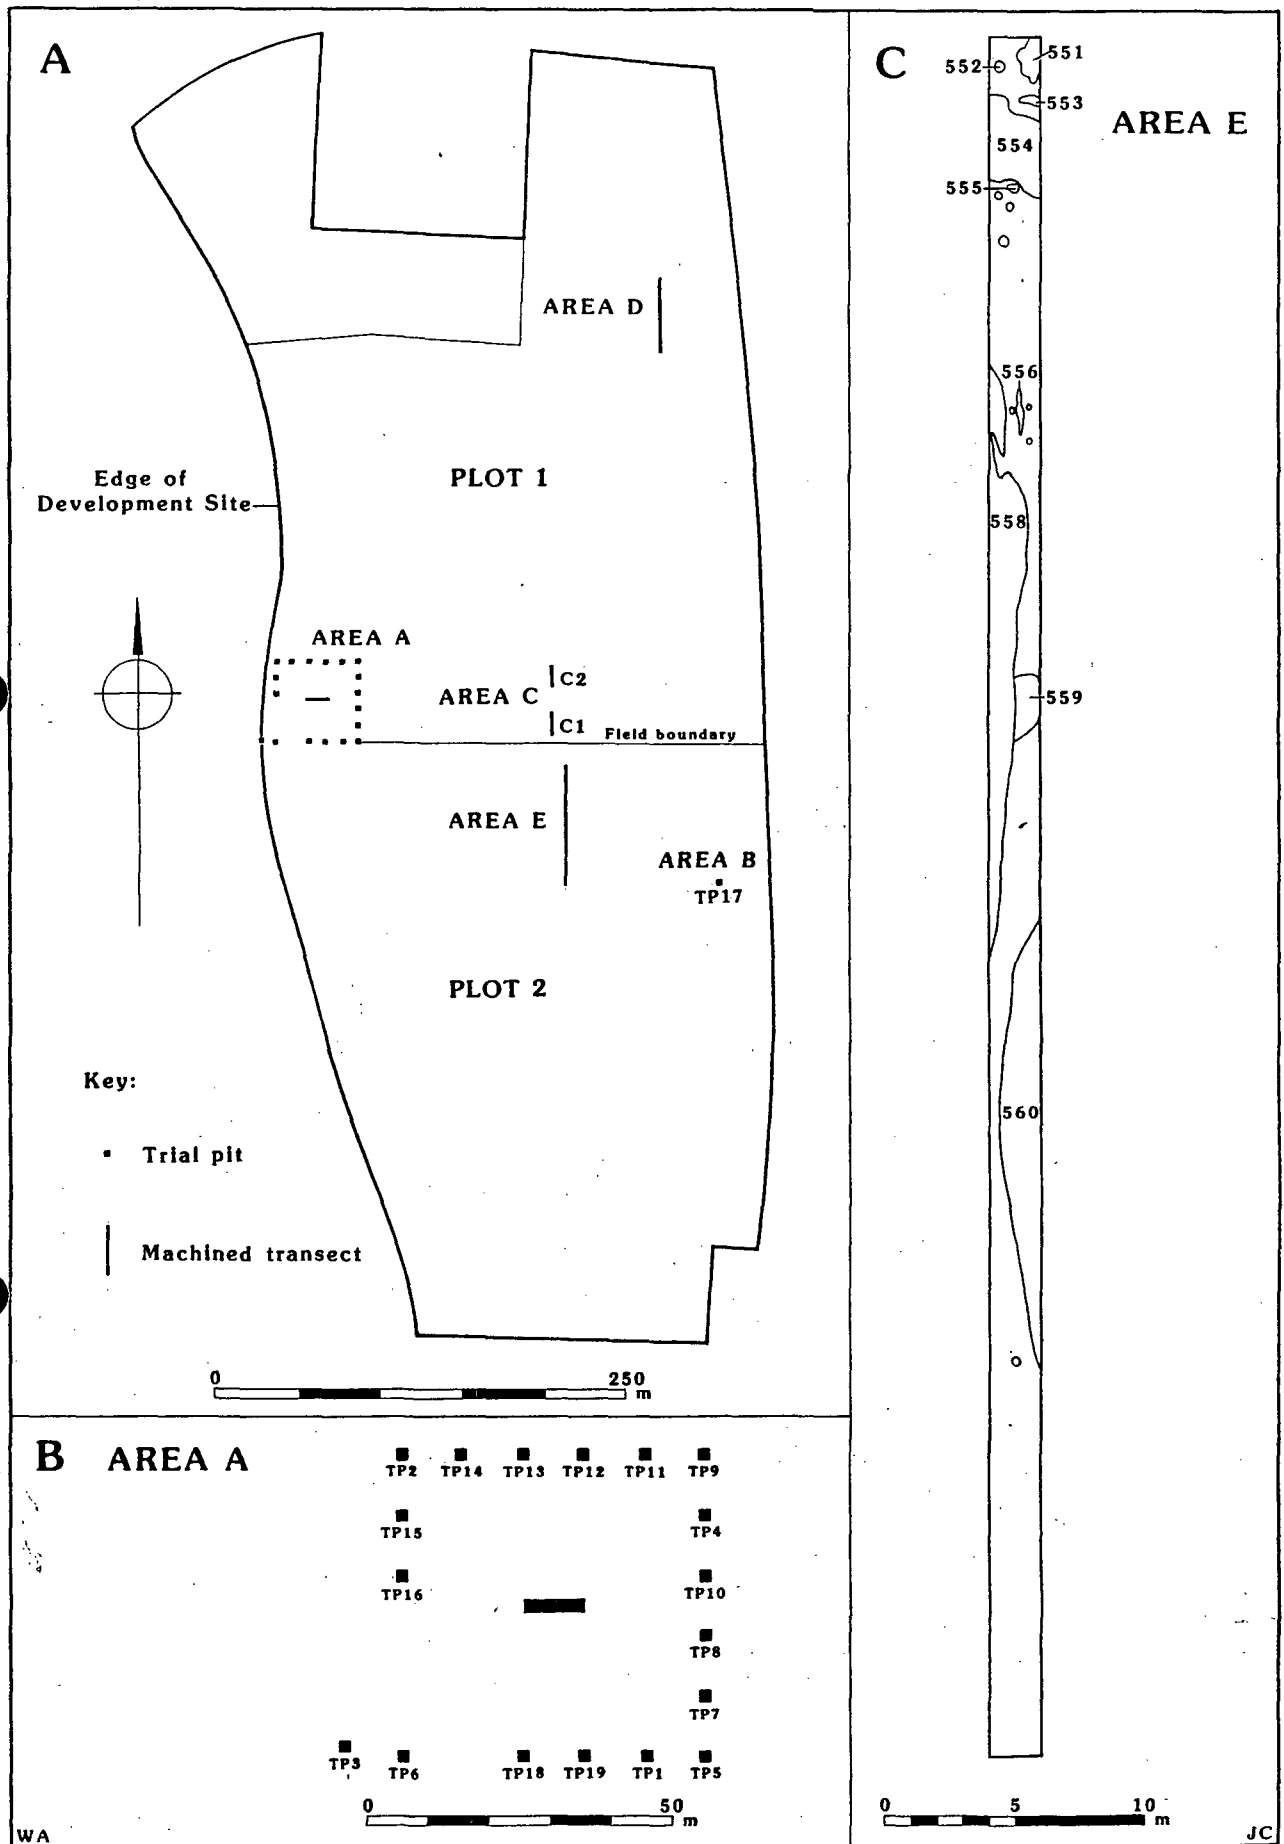 A
AREA D
PLOT 1
Edge of
Development Site
AREA A
AREA C
C2
C1
Field boundary
AREA E
AREA B
TP17
PLOT 2
Key:
Trial pit
Machined transect
0
250
m
B
AREA A
TP2
TP14
TP13
TP12
TP11
TP9
TP15
TP4
TP16
TP10
TP8
TP7
TP3
TP6
TP18
TP19
TP1
TP5
0
50
m
WA
C
AREA E
551
552
553
554
555
556
558
559
560
0
5
10
m
JC